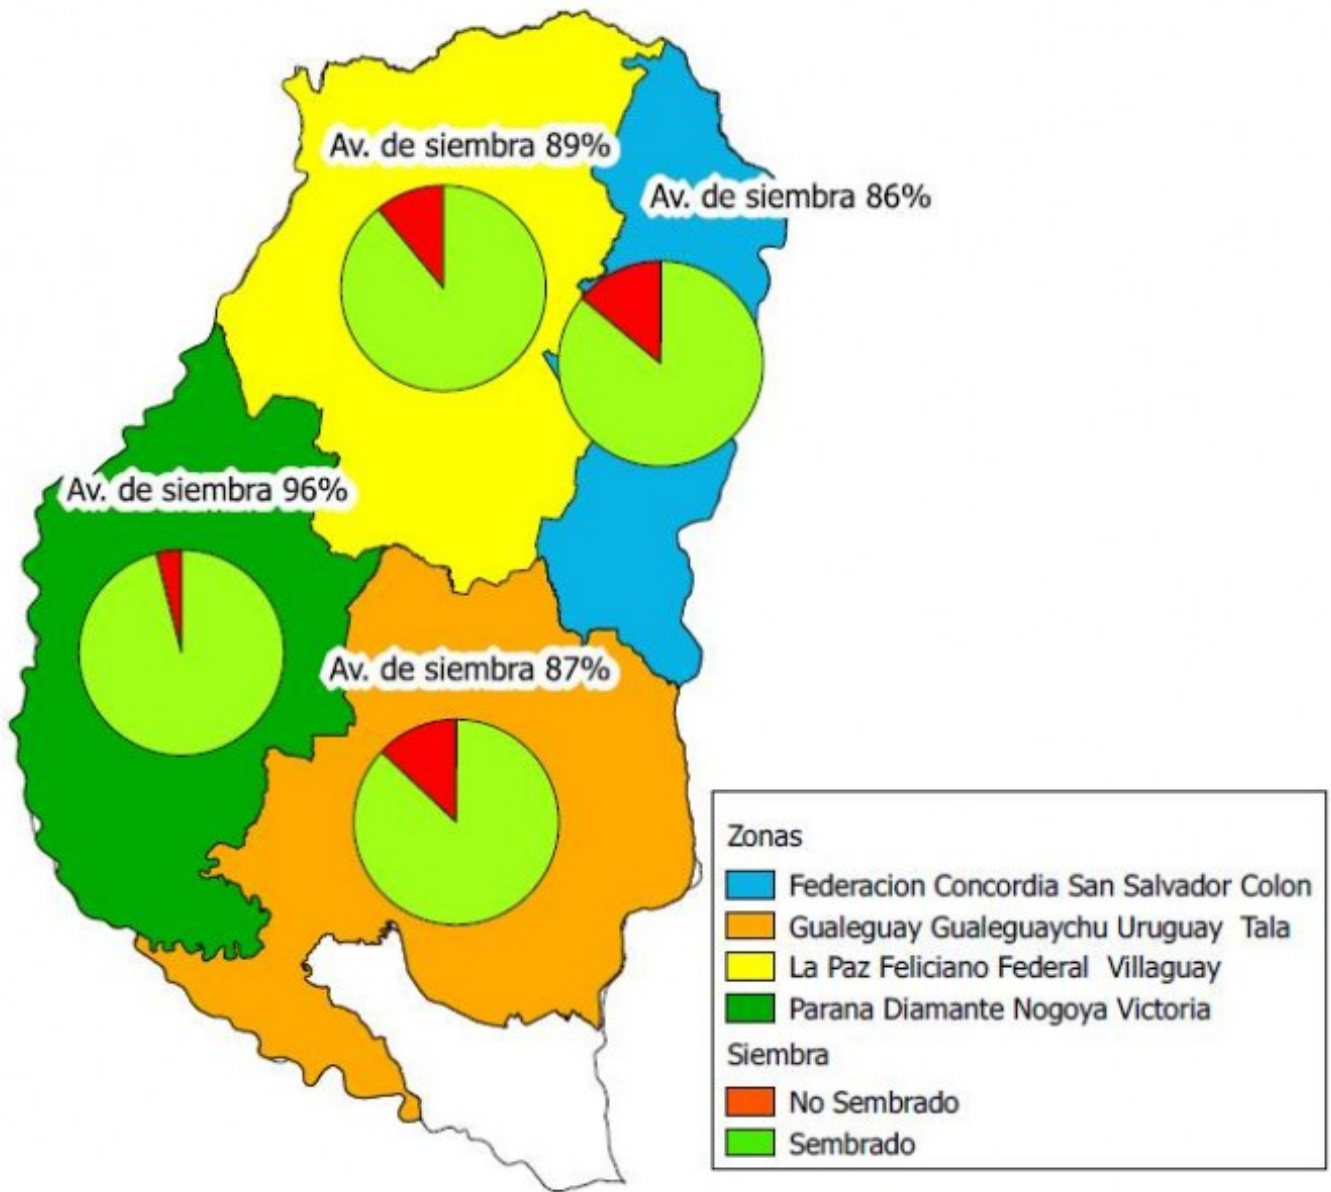 Av. de siembra 89%
Av. de siembra 86%
Av. de siembra 96%
Av. de siembra 87%
Zonas
Federacion Concordia San Salvador Colon
Gualeguay Gualeguaychu Uruguay  Tala
La Paz Feliciano Federal  Villaguay
Parana Diamante Nogoya Victoria
Siembra
No Sembrado
Sembrado